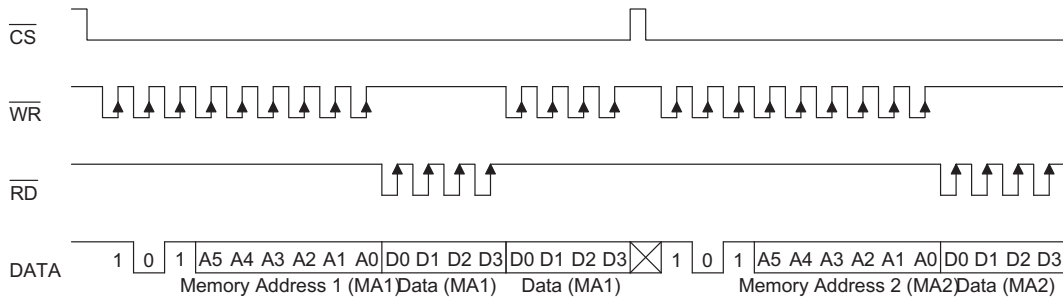 CS
WR
RD
DATA 1 0 1 A5 A4 A3 A2 A1 A0 D0 D1 D2 D3 D0 D1 D2 D3 1 0 1 A5 A4 A3 A2 A1 A0 D0 D1 D2 D3
Memory Address 1 (MA1) Data (MA1) Data (MA1) Memory Address 2 (MA2) Data (MA2)